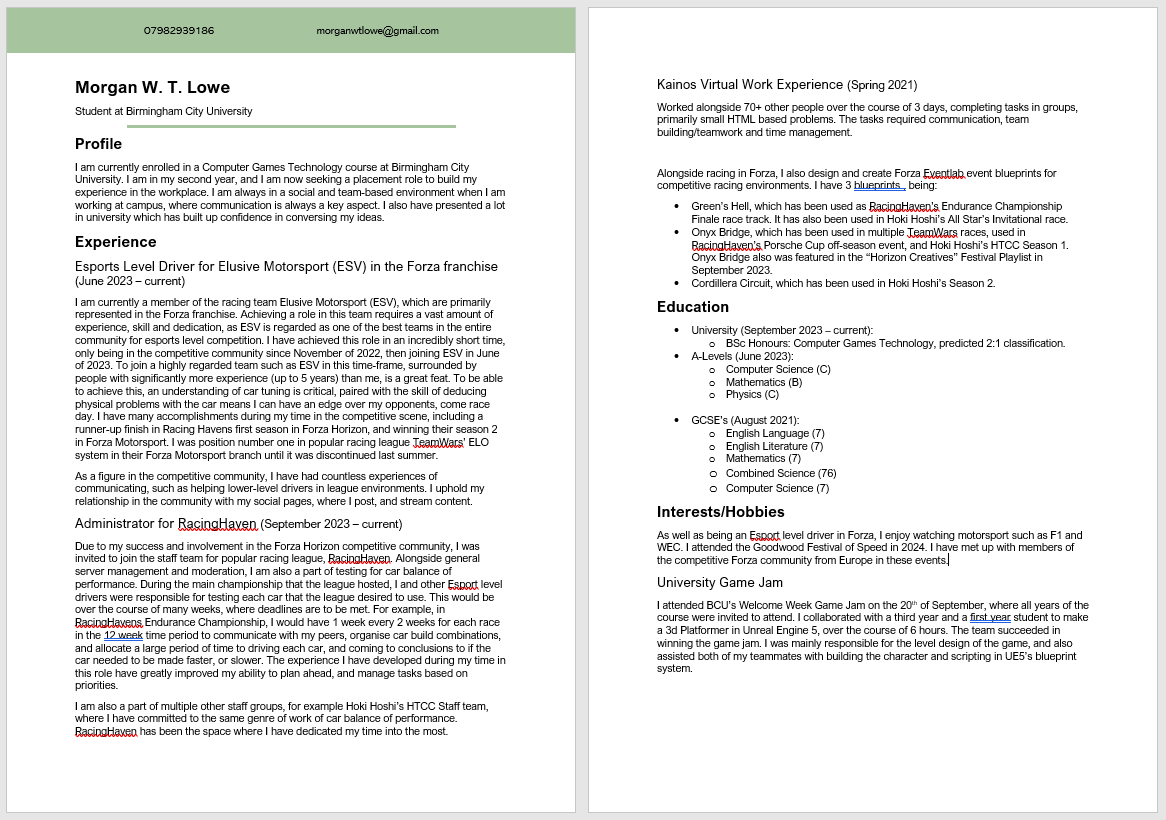 07982939186 morganwtlowe@gmail.com
Morgan W. T. Lowe
Student at Birmingham City University
Profile
I am currently enrolled in a Computer Games Technology course at Birmingham City
University. I am in my second year, and I am now seeking a placement role to build my
experience in the workplace. I am always in a social and team-based environment when I am
working at campus, where communication is always a key aspect. I also have presented a lot
in university which has built up confidence in conversing my ideas.
Experience
Esports Level Driver for Elusive Motorsport (ESV) in the Forza franchise
(June 2023 – current)
I am currently a member of the racing team Elusive Motorsport (ESV), which are primarily
represented in the Forza franchise. Achieving a role in this team requires a vast amount of
experience, skill and dedication, as ESV is regarded as one of the best teams in the entire
community for esports level competition. I have achieved this role in an incredibly short time,
only being in the competitive community since November of 2022, then joining ESV in June
of 2023. To join a highly regarded team such as ESV in this time-frame, surrounded by
people with significantly more experience (up to 5 years) than me, is a great feat. To be able
to achieve this, an understanding of car tuning is critical, paired with the skill of deducing
physical problems with the car means I can have an edge over my opponents, come race
day. I have many accomplishments during my time in the competitive scene, including a
runner-up finish in Racing Havens first season in Forza Horizon, and winning their season 2
in Forza Motorsport. I was position number one in popular racing league TeamWars' ELO
system in their Forza Motorsport branch until it was discontinued last summer.
As a figure in the competitive community, I have had countless experiences of
communicating, such as helping lower-level drivers in league environments. I uphold my
relationship in the community with my social pages, where I post, and stream content.
Administrator for RacingHaven (September 2023 – current)
Due to my success and involvement in the Forza Horizon competitive community, I was
invited to join the staff team for popular racing league, RacingHaven. Alongside general
server management and moderation, I am also a part of testing for car balance of
performance. During the main championship that the league hosted, I and other Esport level
drivers were responsible for testing each car that the league desired to use. This would be
over the course of many weeks, where deadlines are to be met. For example, in
RacingHavens Endurance Championship, I would have 1 week every 2 weeks for each race
in the 12 week time period to communicate with my peers, organise car build combinations,
and allocate a large period of time to driving each car, and coming to conclusions to if the
car needed to be made faster, or slower. The experience I have developed during my time in
this role have greatly improved my ability to plan ahead, and manage tasks based on
priorities.
I am also a part of multiple other staff groups, for example Hoki Hoshi's HTCC Staff team,
where I have committed to the same genre of work of car balance of performance.
RacingHaven has been the space where I have dedicated my time into the most.
Kainos Virtual Work Experience (Spring 2021)
Worked alongside 70+ other people over the course of 3 days, completing tasks in groups,
primarily small HTML based problems. The tasks required communication, team
building/teamwork and time management.
Alongside racing in Forza, I also design and create Forza Eventlab event blueprints for
competitive racing environments. I have 3 blueprints , being:
• Green's Hell, which has been used as RacingHaven's Endurance Championship
Finale race track. It has also been used in Hoki Hoshi's All Star's Invitational race.
• Onyx Bridge, which has been used in multiple TeamWars races, used in
RacingHaven's Porsche Cup off-season event, and Hoki Hoshi's HTCC Season 1.
Onyx Bridge also was featured in the “Horizon Creatives” Festival Playlist in
September 2023.
• Cordillera Circuit, which has been used in Hoki Hoshi's Season 2.
Education
• University (September 2023 – current):
o BSc Honours: Computer Games Technology, predicted 2:1 classification.
• A-Levels (June 2023):
o Computer Science (C)
o Mathematics (B)
o Physics (C)
• GCSE's (August 2021):
o English Language (7)
o English Literature (7)
o Mathematics (7)
o Combined Science (76)
o Computer Science (7)
Interests/Hobbies
As well as being an Esport level driver in Forza, I enjoy watching motorsport such as F1 and
WEC. I attended the Goodwood Festival of Speed in 2024. I have met up with members of
the competitive Forza community from Europe in these events.
University Game Jam
I attended BCU's Welcome Week Game Jam on the 20th of September, where all years of the
course were invited to attend. I collaborated with a third year and a first year student to make
a 3d Platformer in Unreal Engine 5, over the course of 6 hours. The team succeeded in
winning the game jam. I was mainly responsible for the level design of the game, and also
assisted both of my teammates with building the character and scripting in UE5's blueprint
system.